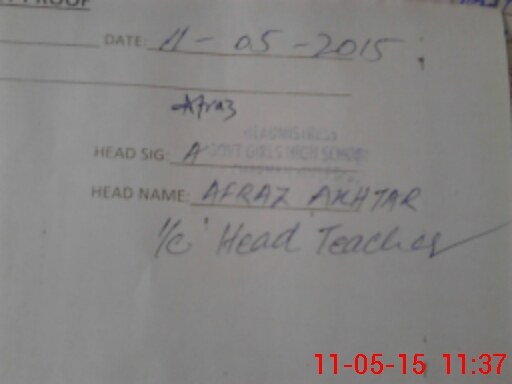 PROOF
DATE: 11-05-2015
Afraz
HEADMISTRESS
HEAD SIG: A
GOVT GIRLS HIGH SCHOOL
HEAD NAME: AFRAZ AKHTAR
I/C Head Teacher
11-05-15 11:37